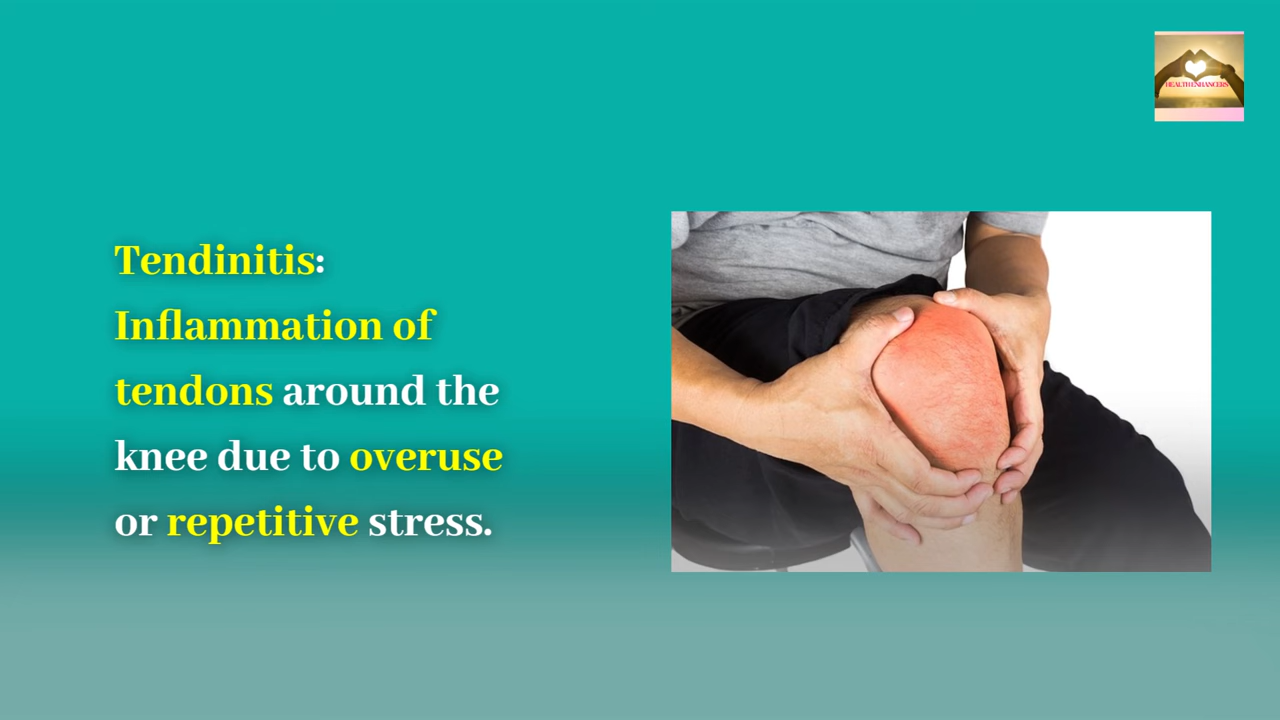 HEALTH ENHANCERS
Tendinitis:
Inflammation of
tendons around the
knee due to overuse
or repetitive stress.